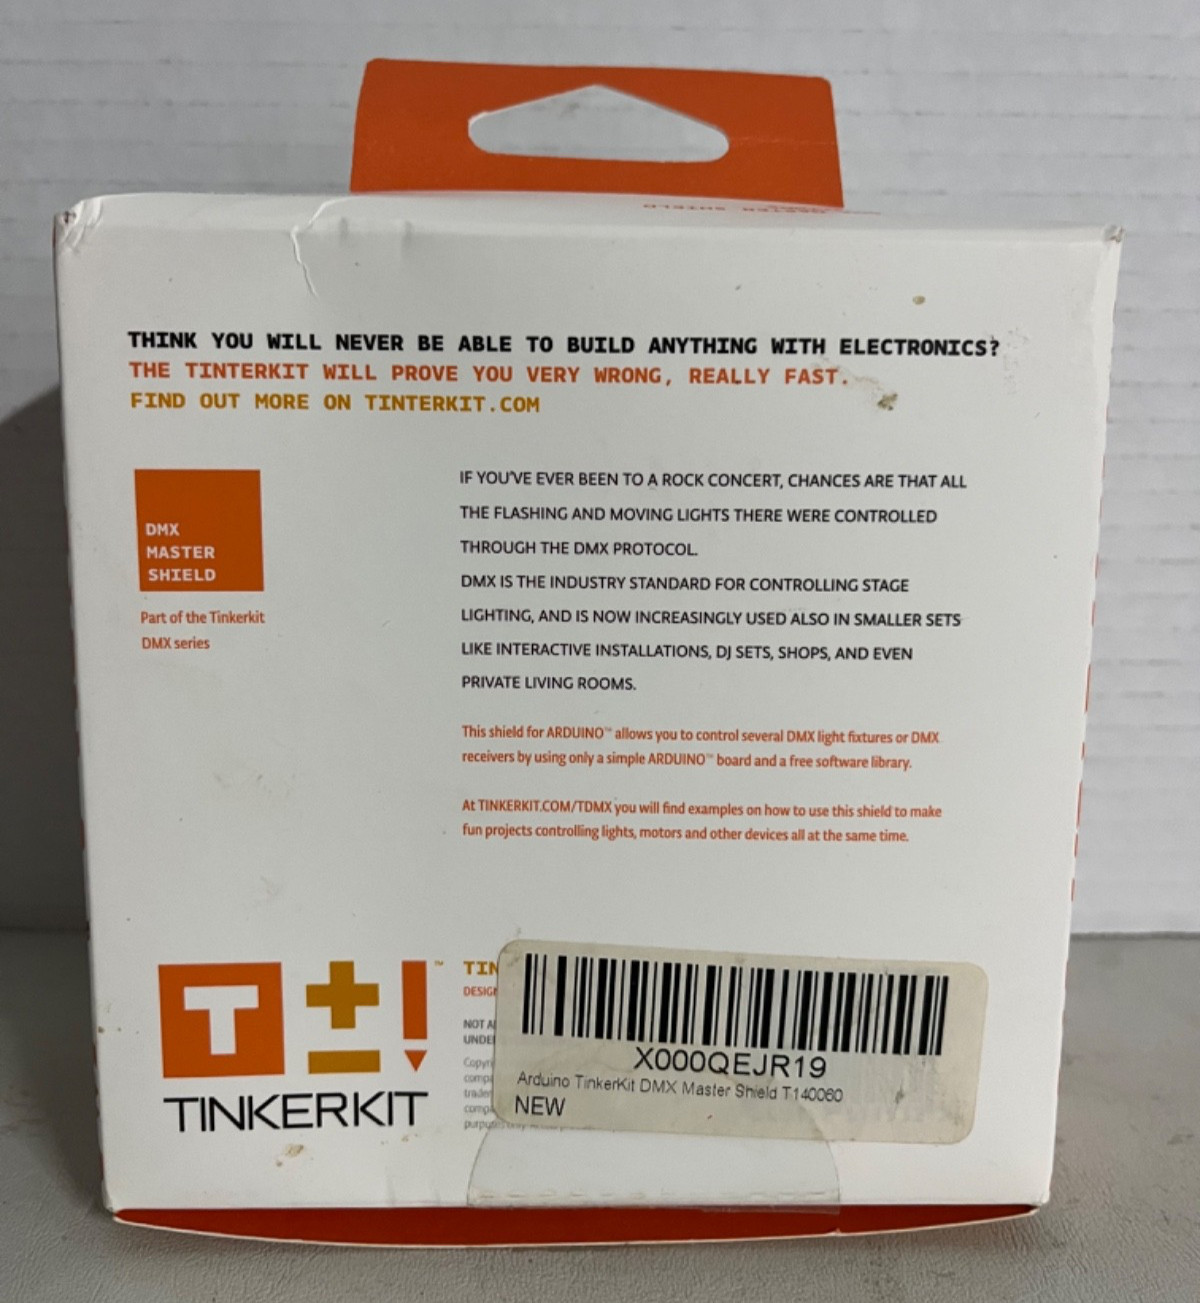 THINK YOU WILL NEVER BE ABLE TO BUILD ANYTHING WITH ELECTRONICS?
THE TINTERKIT WILL PROVE YOU VERY WRONG, REALLY FAST.
FIND OUT MORE ON TINTERKIT.COM
DMX
MASTER
SHIELD
Part of the Tinkerkit
DMX series
IF YOU'VE EVER BEEN TO A ROCK CONCERT, CHANCES ARE THAT ALL
THE FLASHING AND MOVING LIGHTS THERE WERE CONTROLLED
THROUGH THE DMX PROTOCOL.
DMX IS THE INDUSTRY STANDARD FOR CONTROLLING STAGE
LIGHTING, AND IS NOW INCREASINGLY USED ALSO IN SMALLER SETS
LIKE INTERACTIVE INSTALLATIONS, DJ SETS, SHOPS, AND EVEN
PRIVATE LIVING ROOMS.
This shield for ARDUINO™ allows you to control several DMX light fixtures or DMX
receivers by using only a simple ARDUINO™ board and a free software library.
At TINKERKIT.COM/TDMX you will find examples on how to use this shield to make
fun projects controlling lights, motors and other devices all at the same time.
T±! ™
TINKERKIT
NOT
X000QEJR19
Arduino TinkerKit DMX Master Shield T140060
NEW